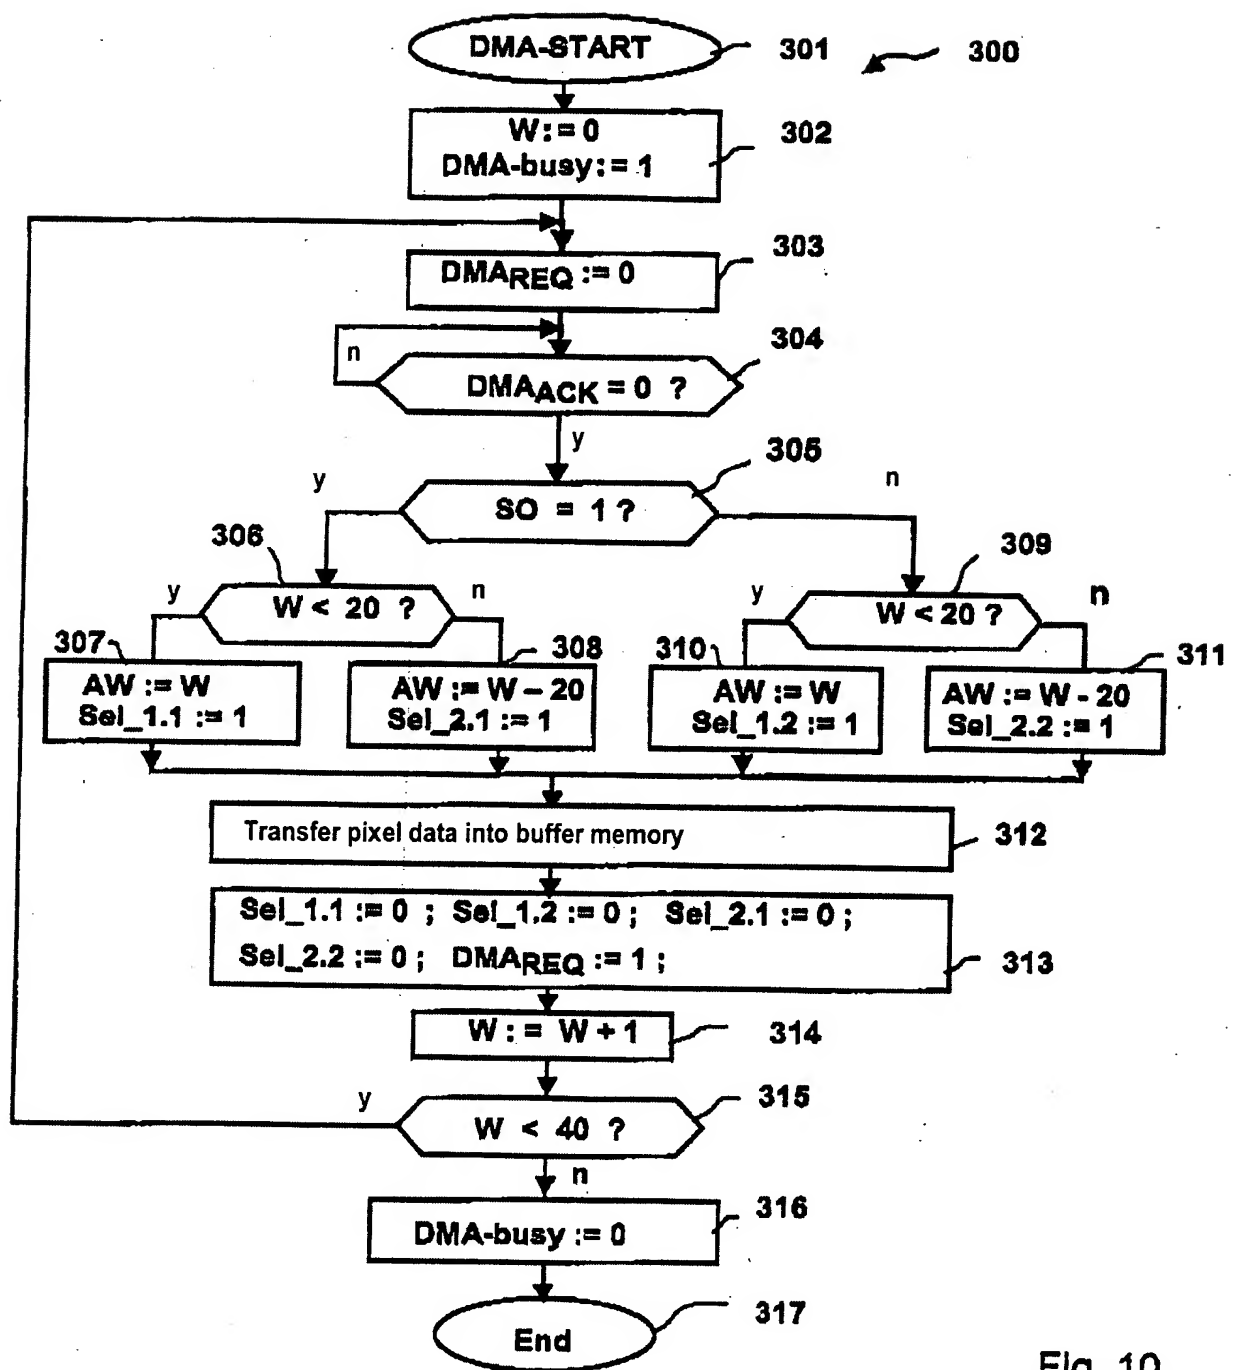 DMA-START
301
300
W := 0
DMA-busy := 1
302
DMAREQ := 0
303
n
DMAACK = 0 ?
304
y
SO = 1 ?
305
y
n
306
W < 20 ?
y
n
309
W < 20 ?
y
n
307
AW := W
Sel_1.1 := 1
308
AW := W – 20
Sel_2.1 := 1
310
AW := W
Sel_1.2 := 1
311
AW := W - 20
Sel_2.2 := 1
Transfer pixel data into buffer memory
312
Sel_1.1 := 0 ; Sel_1.2 := 0 ; Sel_2.1 := 0 ;
Sel_2.2 := 0 ; DMAREQ := 1 ;
313
W := W + 1
314
y
W < 40 ?
315
n
DMA-busy := 0
316
End
317
Fig. 10